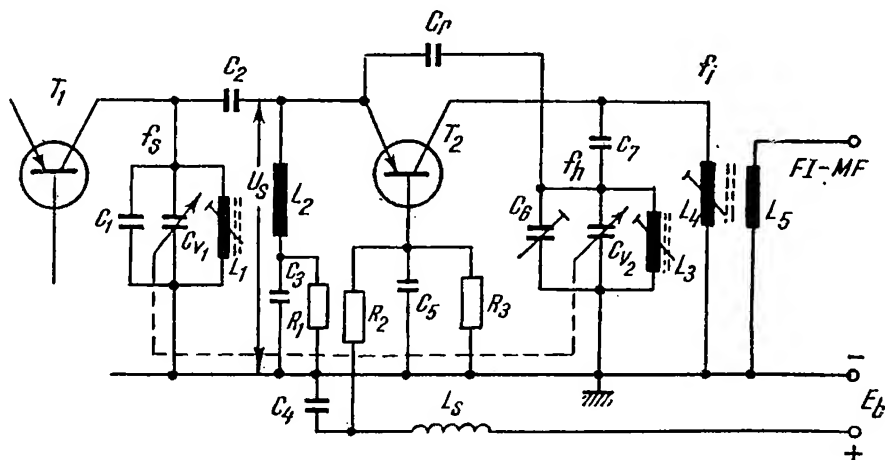 Cr
C2
T1
fi
fs
T2
C7
fh
Us
FI-MF
L2
C6
L4
L5
C1
CV1
CV2
L3
L1
C3
R1
R2
C5
R3
C4
Ls
−
Eb
+